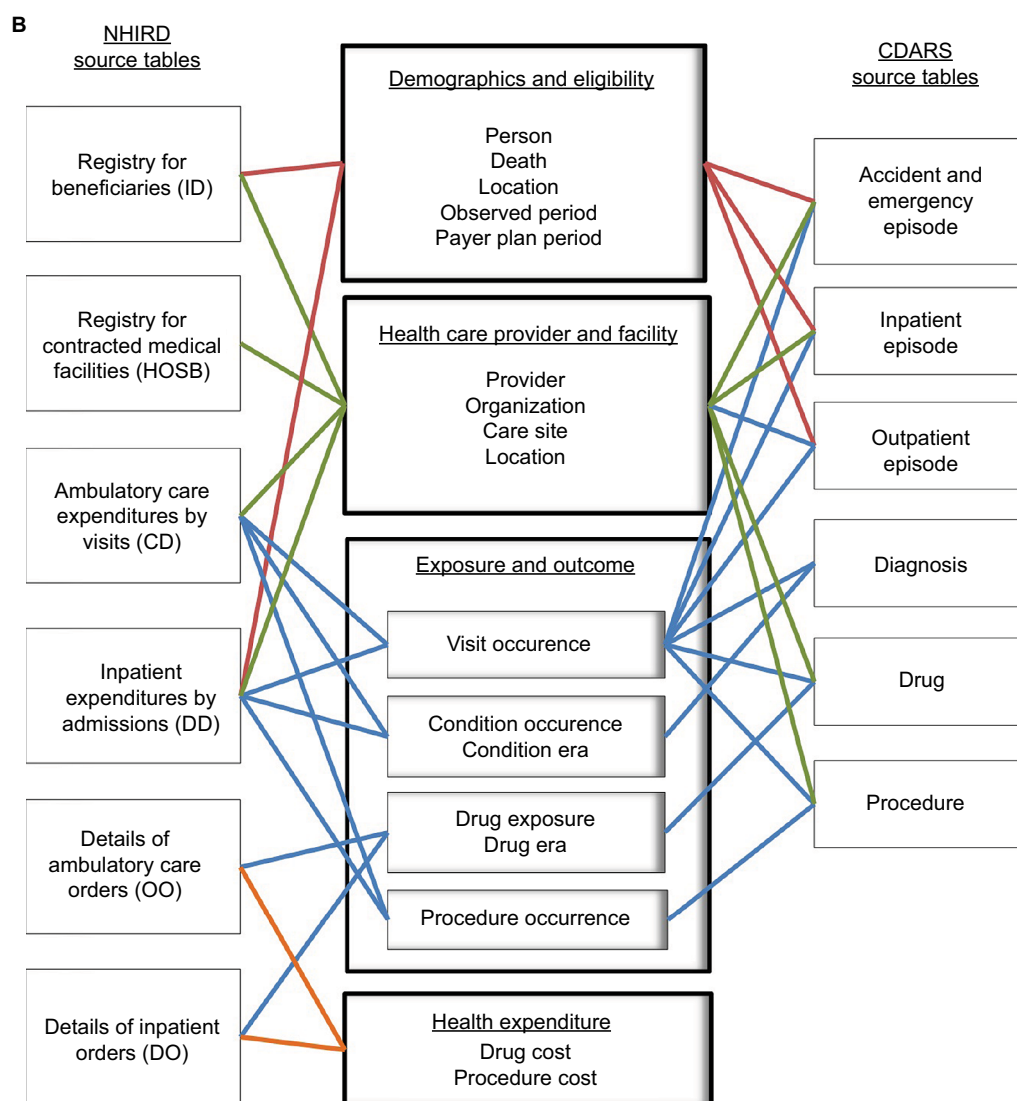 B
NHIRD
source tables
Registry for
beneficiaries (ID)
Registry for
contracted medical
facilities (HOSB)
Ambulatory care
expenditures by
visits (CD)
Inpatient
expenditures by
admissions (DD)
Details of
ambulatory care
orders (OO)
Details of inpatient
orders (DO)
Demographics and eligibility
Person
Death
Location
Observed period
Payer plan period
Health care provider and facility
Provider
Organization
Care site
Location
Exposure and outcome
Visit occurence
Condition occurence
Condition era
Drug exposure
Drug era
Procedure occurrence
Health expenditure
Drug cost
Procedure cost
CDARS
source tables
Accident and
emergency
episode
Inpatient
episode
Outpatient
episode
Diagnosis
Drug
Procedure